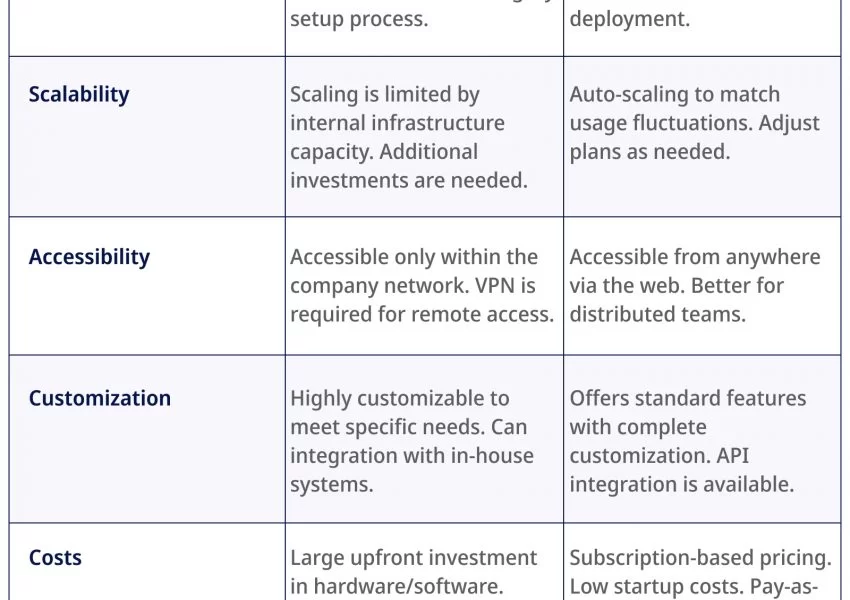 setup process.
deployment.
Scalability
Scaling is limited by
internal infrastructure
capacity. Additional
investments are needed.
Auto-scaling to match
usage fluctuations. Adjust
plans as needed.
Accessibility
Accessible only within the
company network. VPN is
required for remote access.
Accessible from anywhere
via the web. Better for
distributed teams.
Customization
Highly customizable to
meet specific needs. Can
integration with in-house
systems.
Offers standard features
with complete
customization. API
integration is available.
Costs
Large upfront investment
in hardware/software.
Subscription-based pricing.
Low startup costs. Pay-as-